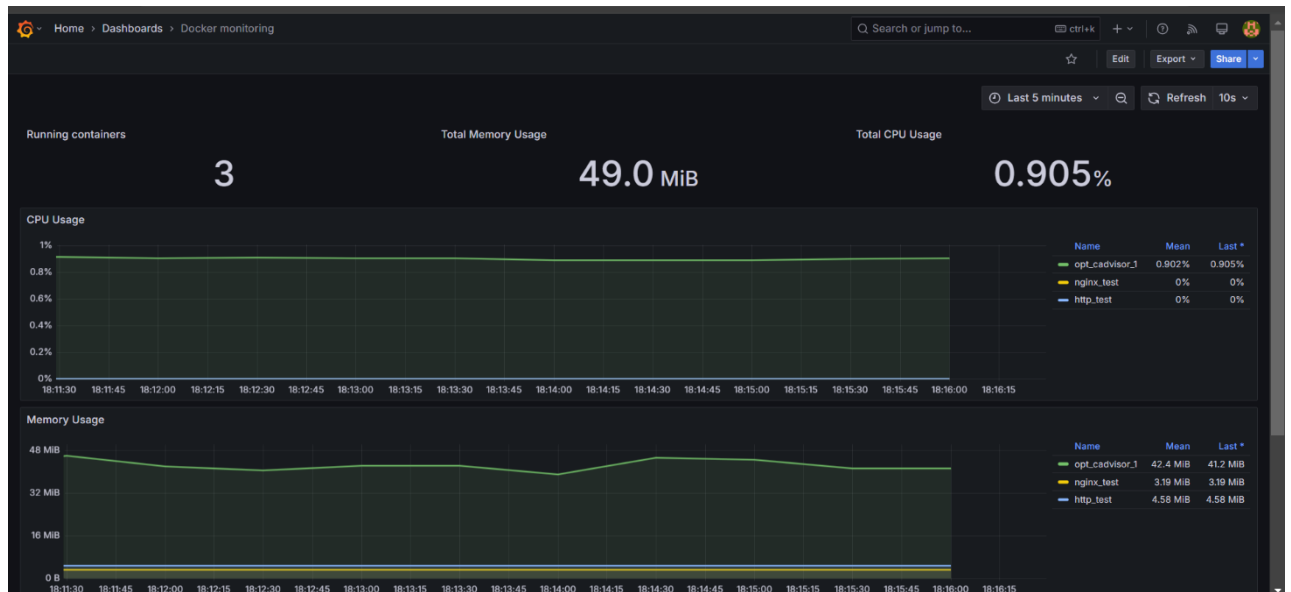 Home › Dashboards › Docker monitoring Search or jump to... ctrl+k
Edit Export Share
Last 5 minutes Refresh 10s
Running containers Total Memory Usage Total CPU Usage
3 49.0 MiB 0.905%
CPU Usage
1%
0.8%
0.6%
0.4%
0.2%
0%
18:11:30 18:11:45 18:12:00 18:12:15 18:12:30 18:12:45 18:13:00 18:13:15 18:13:30 18:13:45 18:14:00 18:14:15 18:14:30 18:14:45 18:15:00 18:15:15 18:15:30 18:15:45 18:16:00 18:16:15
Name Mean Last *
opt_cadvisor_1 0.902% 0.905%
nginx_test 0% 0%
http_test 0% 0%
Memory Usage
48 MiB
32 MiB
16 MiB
0 B
18:11:30 18:11:45 18:12:00 18:12:15 18:12:30 18:12:45 18:13:00 18:13:15 18:13:30 18:13:45 18:14:00 18:14:15 18:14:30 18:14:45 18:15:00 18:15:15 18:15:30 18:15:45 18:16:00 18:16:15
Name Mean Last *
opt_cadvisor_1 42.4 MiB 41.2 MiB
nginx_test 3.19 MiB 3.19 MiB
http_test 4.58 MiB 4.58 MiB